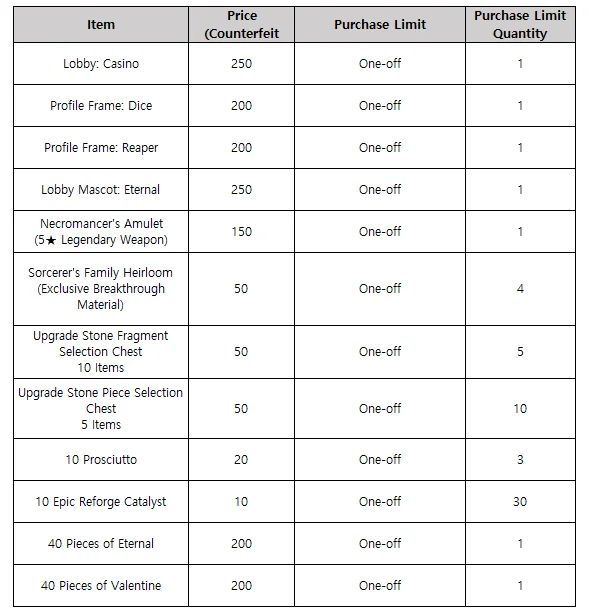 Item Price (Counterfeit Purchase Limit Purchase Limit Quantity
Lobby: Casino 250 One-off 1
Profile Frame: Dice 200 One-off 1
Profile Frame: Reaper 200 One-off 1
Lobby Mascot: Eternal 250 One-off 1
Necromancer's Amulet
(5★ Legendary Weapon) 150 One-off 1
Sorcerer's Family Heirloom
(Exclusive Breakthrough
Material) 50 One-off 4
Upgrade Stone Fragment
Selection Chest
10 Items 50 One-off 5
Upgrade Stone Piece Selection
Chest
5 Items 50 One-off 10
10 Prosciutto 20 One-off 3
10 Epic Reforge Catalyst 10 One-off 30
40 Pieces of Eternal 200 One-off 1
40 Pieces of Valentine 200 One-off 1